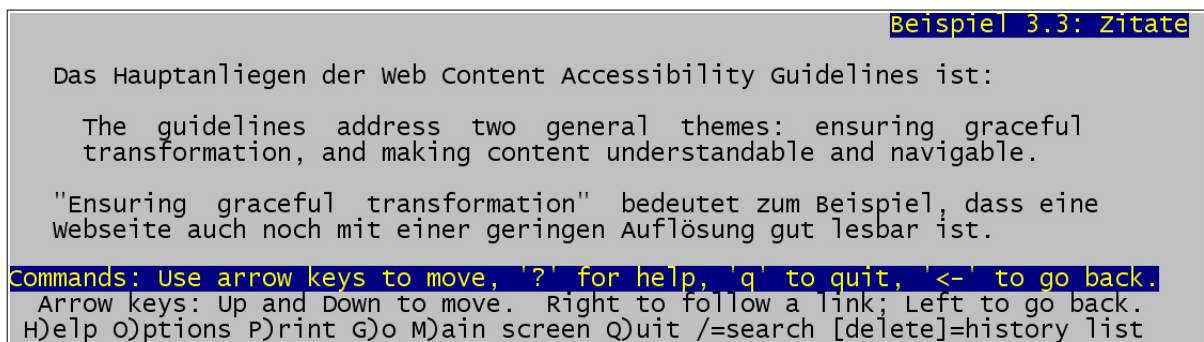 Beispiel 3.3: Zitate
Das Hauptanliegen der Web Content Accessibility Guidelines ist:
The guidelines address two general themes: ensuring graceful
transformation, and making content understandable and navigable.
"Ensuring graceful transformation" bedeutet zum Beispiel, dass eine
Webseite auch noch mit einer geringen Auflösung gut lesbar ist.
Commands: Use arrow keys to move, '?' for help, 'q' to quit, '<-' to go back.
Arrow keys: Up and Down to move. Right to follow a link; Left to go back.
H)elp O)ptions P)rint G)o M)ain screen Q)uit /=search [delete]=history list